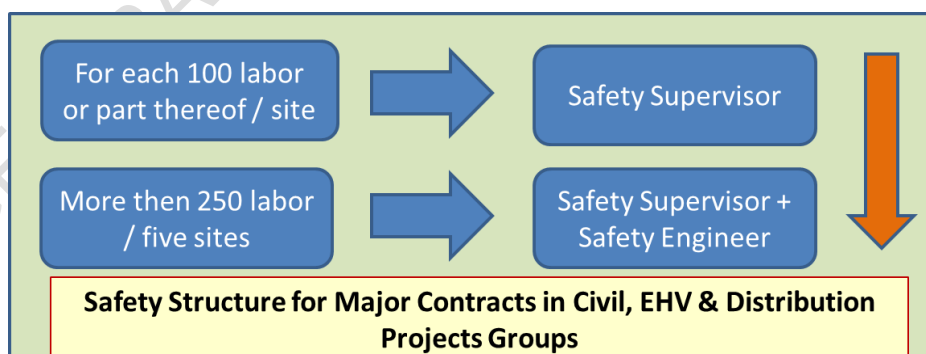 For each 100 labor
or part thereof / site
Safety Supervisor
More then 250 labor
/ five sites
Safety Supervisor +
Safety Engineer
Safety Structure for Major Contracts in Civil, EHV & Distribution
Projects Groups